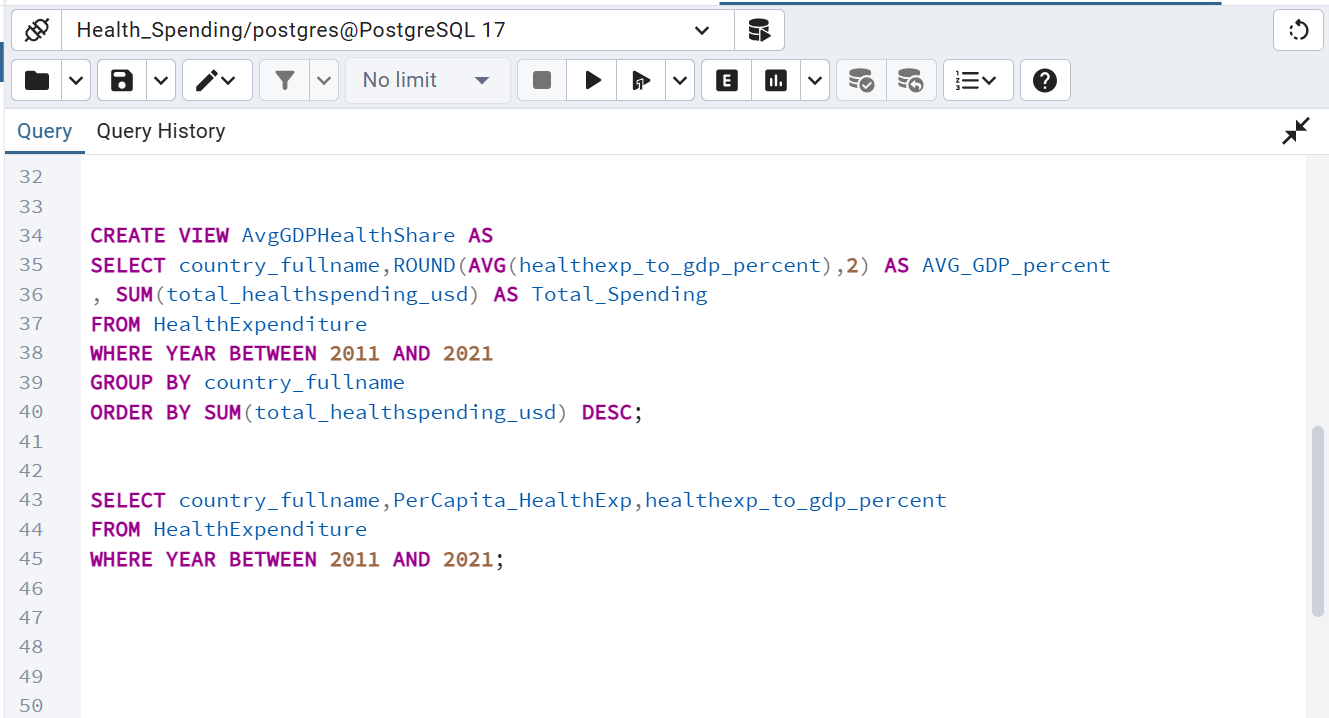 Health_Spending/postgres@PostgreSQL 17
No limit
E
Query Query History
32
33
34 CREATE VIEW AvgGDPHealthShare AS
35 SELECT country_fullname,ROUND(AVG(healthexp_to_gdp_percent),2) AS AVG_GDP_percent
36 , SUM(total_healthspending_usd) AS Total_Spending
37 FROM HealthExpenditure
38 WHERE YEAR BETWEEN 2011 AND 2021
39 GROUP BY country_fullname
40 ORDER BY SUM(total_healthspending_usd) DESC;
41
42
43 SELECT country_fullname,PerCapita_HealthExp,healthexp_to_gdp_percent
44 FROM HealthExpenditure
45 WHERE YEAR BETWEEN 2011 AND 2021;
46
47
48
49
50